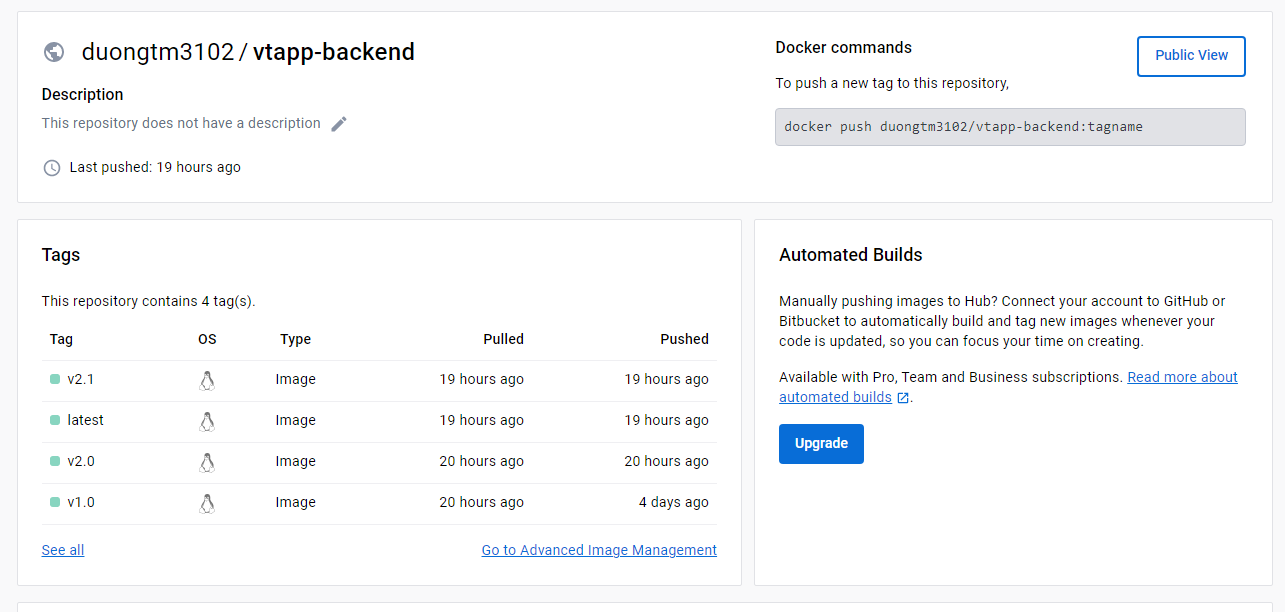 duongtm3102 / vtapp-backend
Description
This repository does not have a description
Last pushed: 19 hours ago
Docker commands
Public View
To push a new tag to this repository,
docker push duongtm3102/vtapp-backend:tagname
Tags
This repository contains 4 tag(s).
Tag OS Type Pulled Pushed
v2.1 Image 19 hours ago 19 hours ago
latest Image 19 hours ago 19 hours ago
v2.0 Image 20 hours ago 20 hours ago
v1.0 Image 20 hours ago 4 days ago
See all Go to Advanced Image Management
Automated Builds
Manually pushing images to Hub? Connect your account to GitHub or
Bitbucket to automatically build and tag new images whenever your
code is updated, so you can focus your time on creating.
Available with Pro, Team and Business subscriptions. Read more about
automated builds .
Upgrade